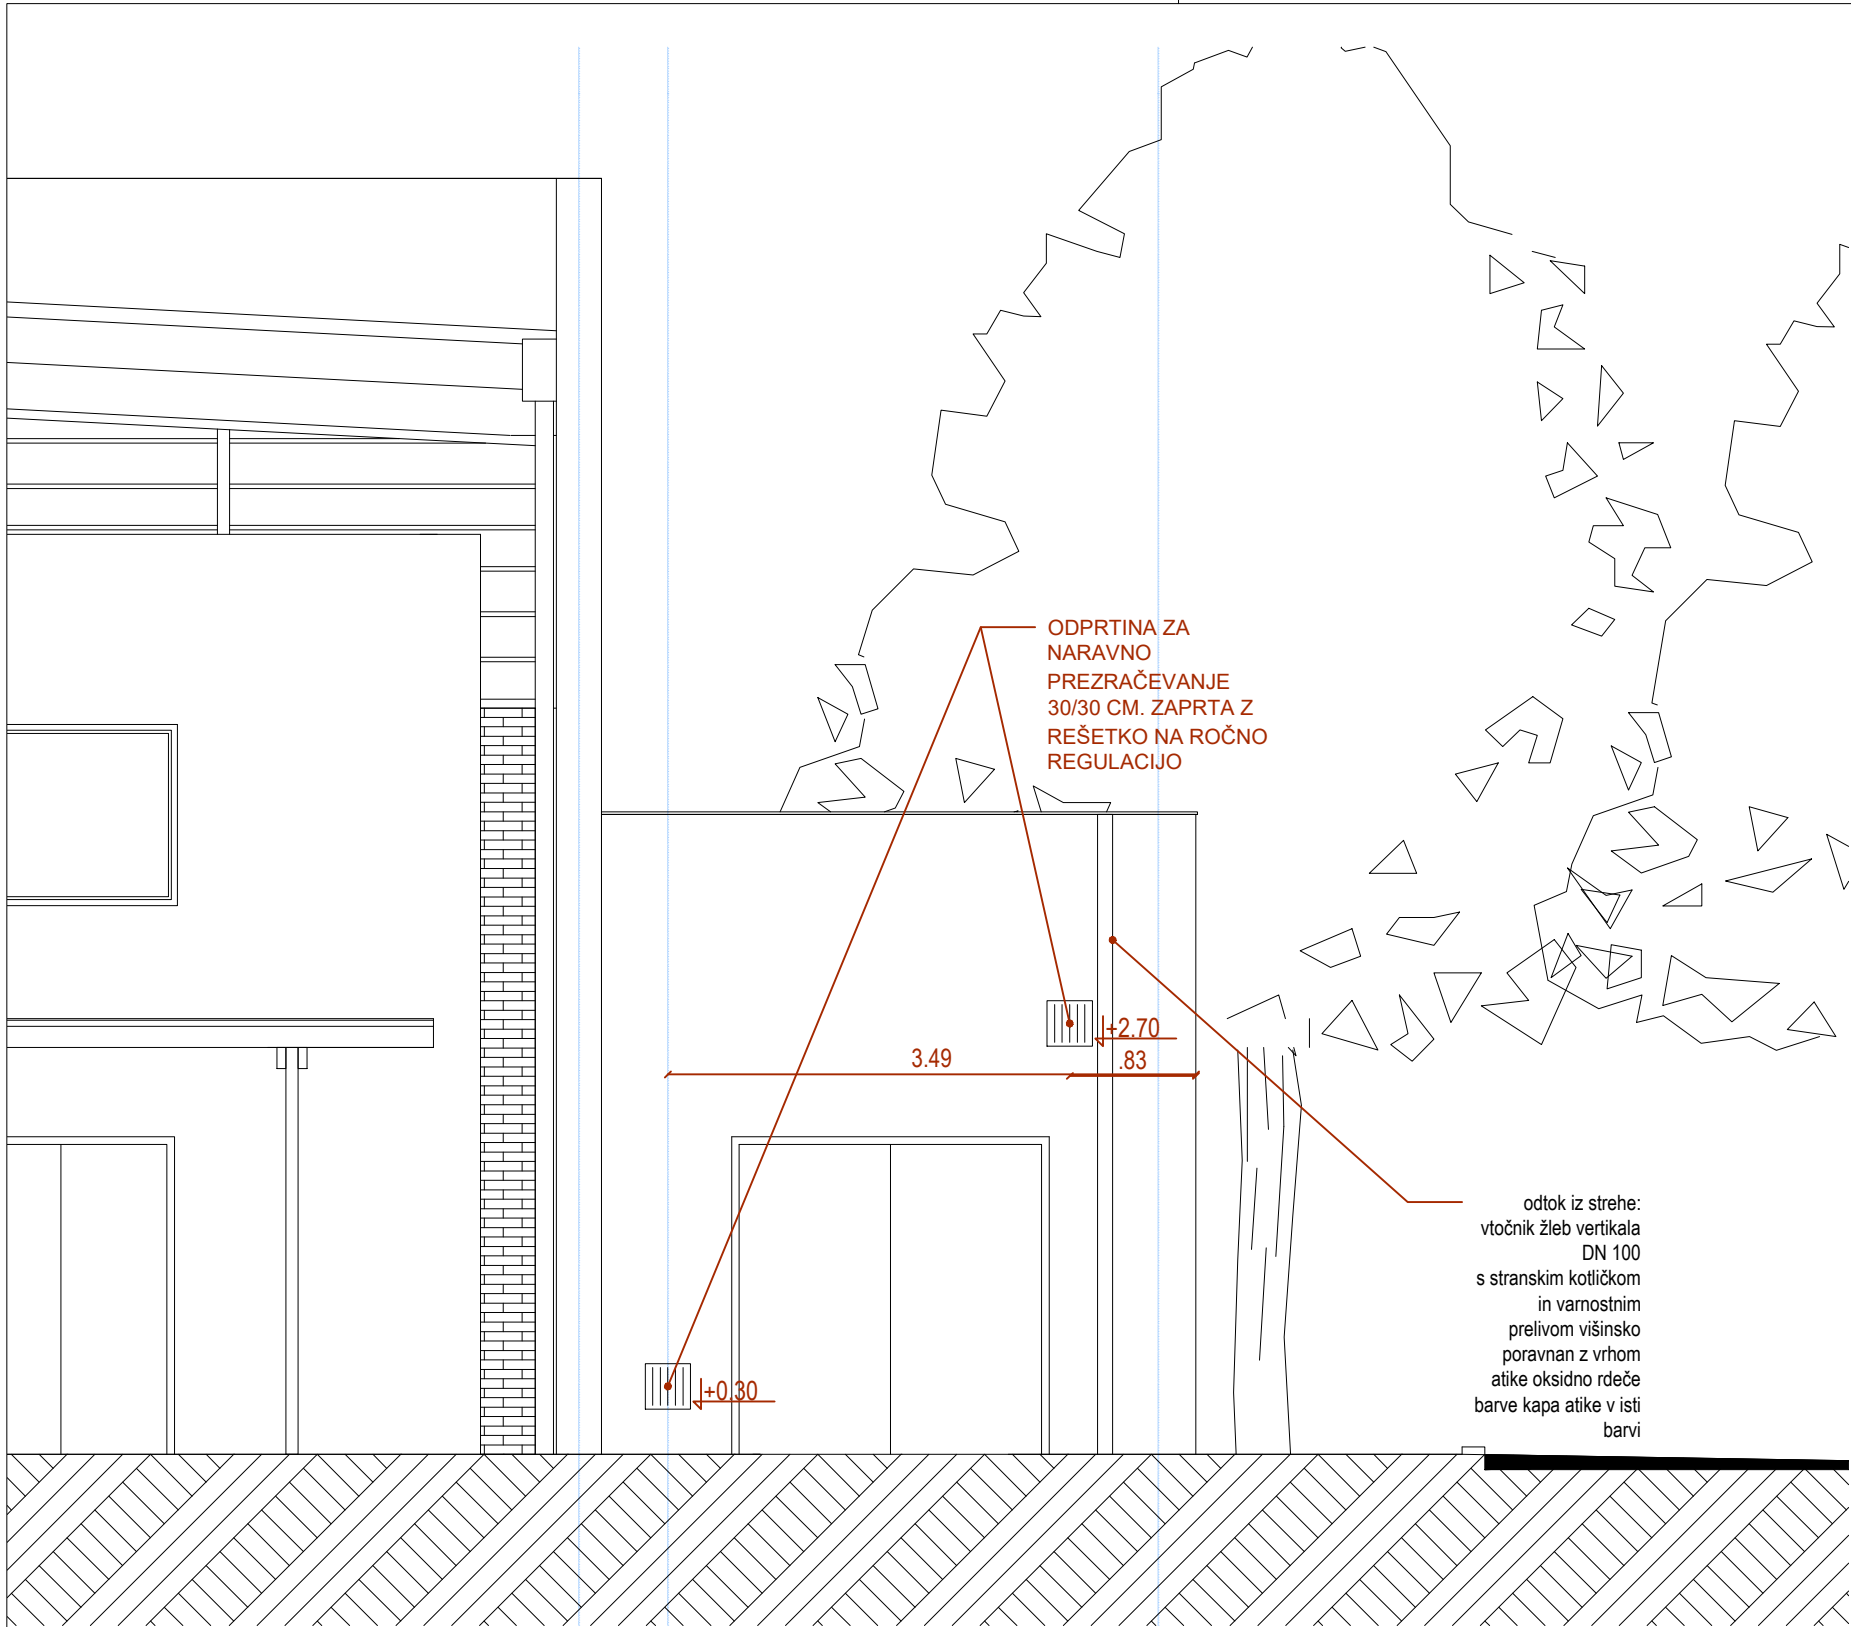 ODPRTINA ZA
NARAVNO
PREZRAČEVANJE
30/30 CM. ZAPRTA Z
REŠETKO NA ROČNO
REGULACIJO
+2.70
3.49
.83
odtok iz strehe:
vtočnik žleb vertikala
DN 100
s stranskim kotličkom
in varnostnim
prelivom višinsko
poravnan z vrhom
atike oksidno rdeče
barve kapa atike v isti
barvi
+0.30